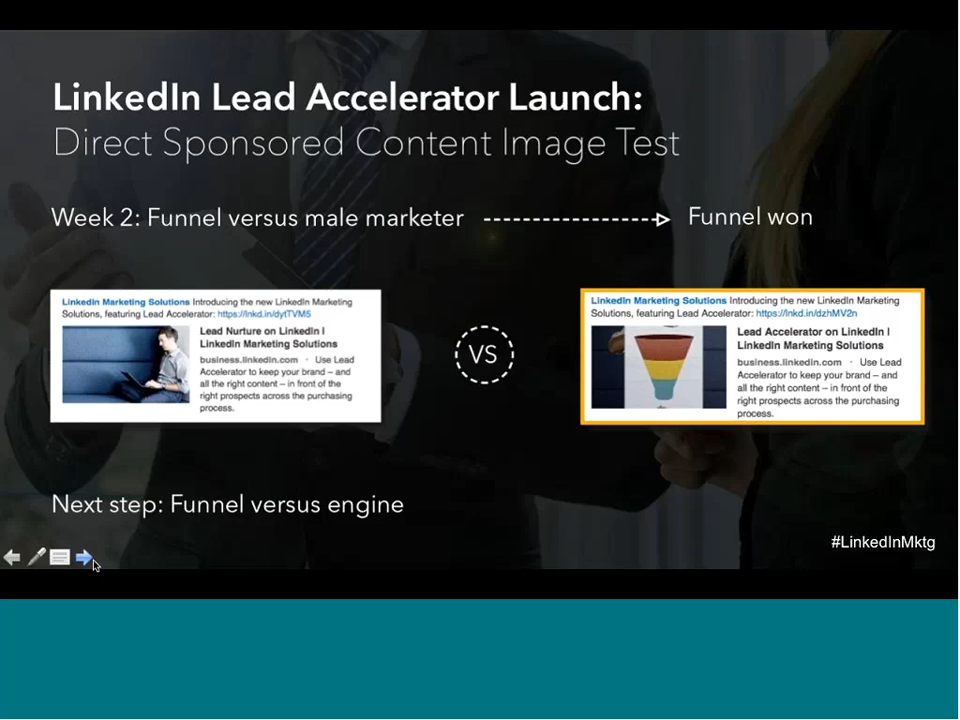 LinkedIn Lead Accelerator Launch:
Direct Sponsored Content Image Test
Week 2: Funnel versus male marketer
Funnel won
LinkedIn Marketing Solutions Introducing the new LinkedIn Marketing
Solutions, featuring Lead Accelerator: https://lnkd.in/dytTVM5
Lead Nurture on LinkedIn |
LinkedIn Marketing Solutions
business.linkedin.com · Use Lead
Accelerator to keep your brand – and
all the right content – in front of the
right prospects across the purchasing
process.
VS
LinkedIn Marketing Solutions Introducing the new LinkedIn Marketing
Solutions, featuring Lead Accelerator: https://lnkd.in/dzhMV2n
Lead Accelerator on LinkedIn |
LinkedIn Marketing Solutions
business.linkedin.com · Use Lead
Accelerator to keep your brand – and
all the right content – in front of the
right prospects across the purchasing
process.
Next step: Funnel versus engine
#LinkedInMktg